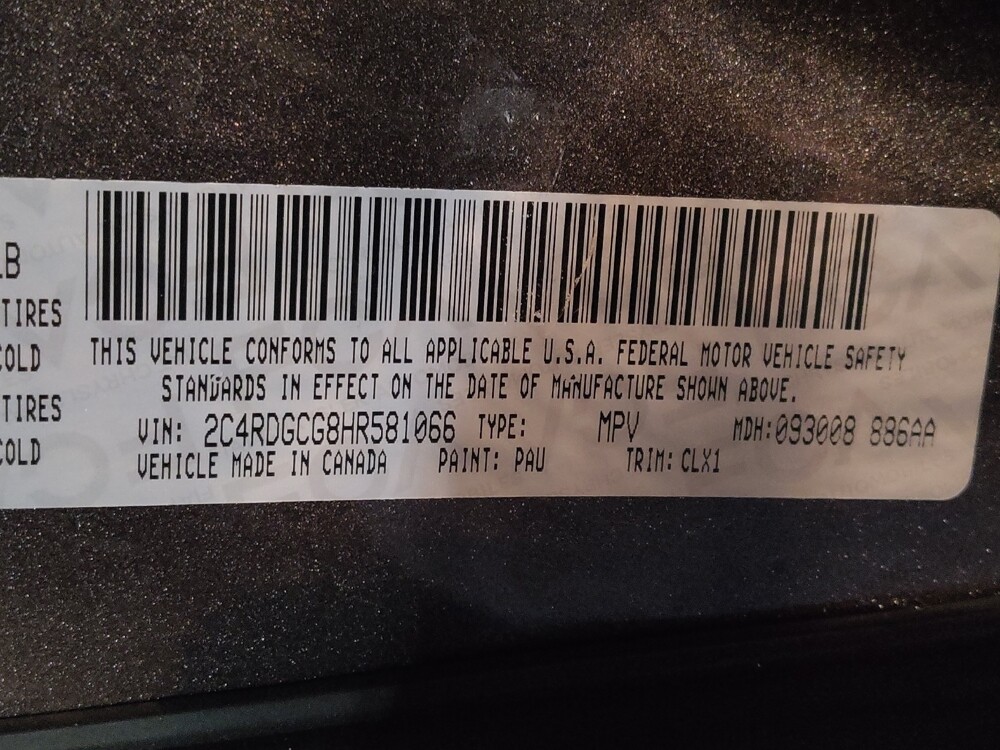 LB
TIRES
COLD
THIS VEHICLE CONFORMS TO ALL APPLICABLE U.S.A. FEDERAL MOTOR VEHICLE SAFETY
STANDARDS IN EFFECT ON THE DATE OF MANUFACTURE SHOWN ABOVE.
TIRES
COLD
VIN: 2C4RDGCG8HR581066 TYPE: MPV MDH:093008 886AA
VEHICLE MADE IN CANADA PAINT: PAU TRIM: CLX1